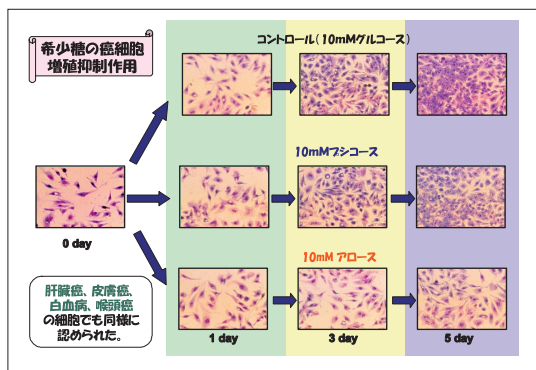 希少糖の癌細胞
増殖抑制作用
コントロール(10mMグルコース)
10mMプシコース
0 day
10mM アロース
肝臓癌、皮膚癌、
白血病、喉頭癌
の細胞でも同様に
認められた。
1 day
3 day
5 day